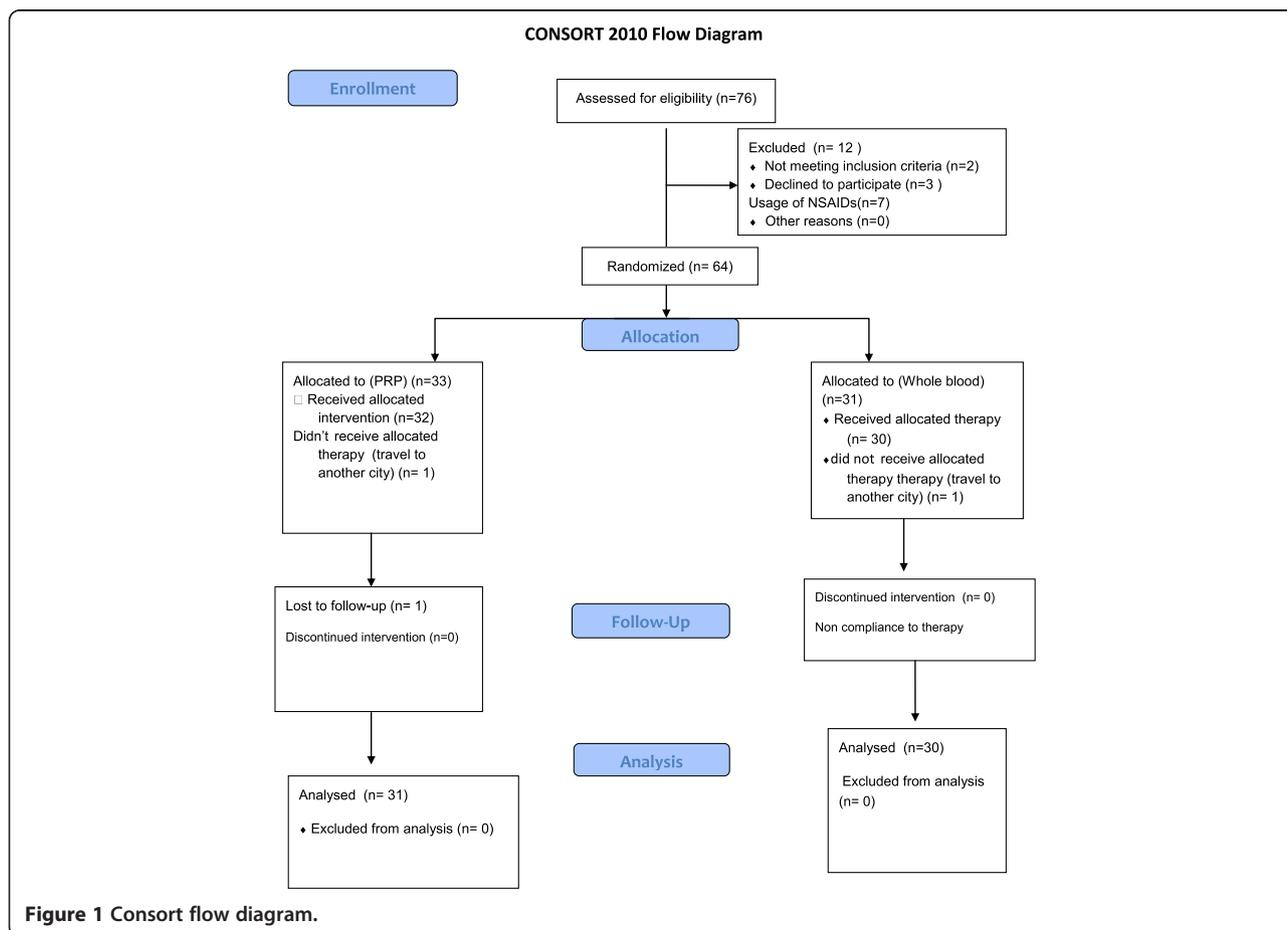 CONSORT 2010 Flow Diagram
Enrollment
Assessed for eligibility (n=76)
Excluded (n= 12 )
♦ Not meeting inclusion criteria (n=2)
♦ Declined to participate (n=3 )
Usage of NSAIDs(n=7)
♦ Other reasons (n=0)
Randomized (n= 64)
Allocation
Allocated to (PRP) (n=33)
□ Received allocated
intervention (n=32)
Didn't receive allocated
therapy (travel to
another city) (n= 1)
Allocated to (Whole blood)
(n=31)
♦ Received allocated therapy
(n= 30)
♦did not receive allocated
therapy therapy (travel to
another city) (n= 1)
Lost to follow-up (n= 1)
Discontinued intervention (n=0)
Follow-Up
Discontinued intervention (n= 0)
Non compliance to therapy
Analysis
Analysed (n= 31)
♦ Excluded from analysis (n= 0)
Analysed (n=30)
Excluded from analysis
(n= 0)
Figure 1 Consort flow diagram.